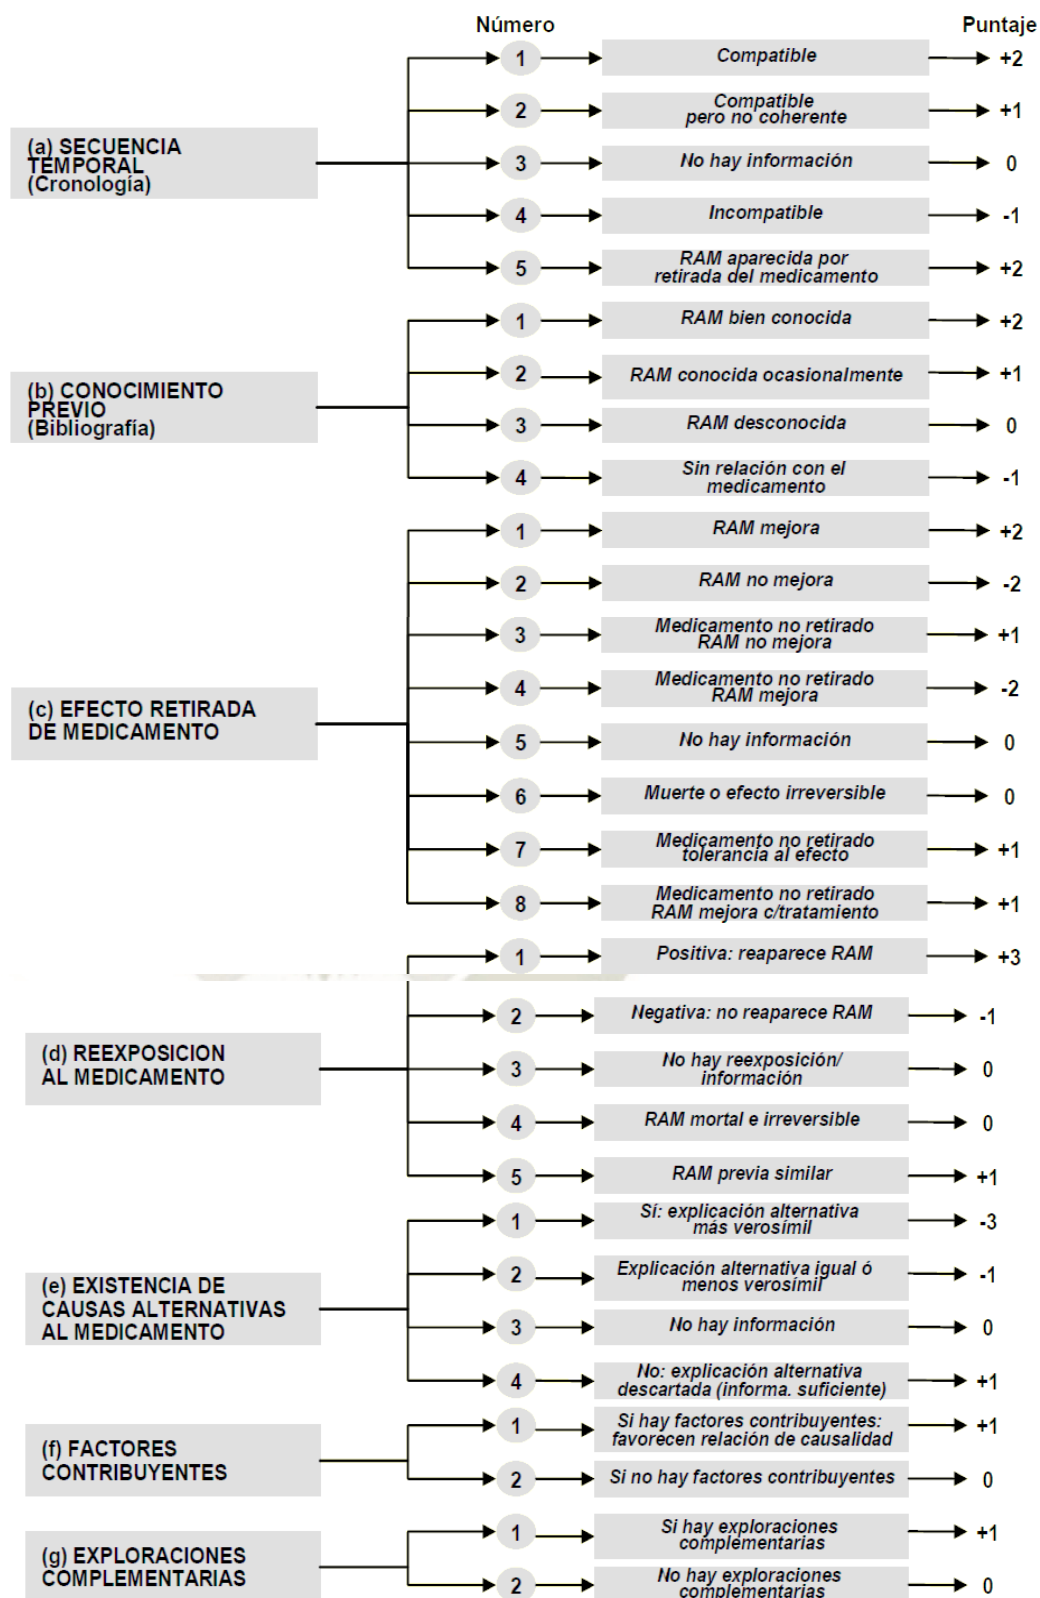 Número Puntaje
(a) SECUENCIA
TEMPORAL
(Cronología)
1 Compatible +2
2 Compatible
pero no coherente +1
3 No hay información 0
4 Incompatible -1
5 RAM aparecida por
retirada del medicamento +2
(b) CONOCIMIENTO
PREVIO
(Bibliografía)
1 RAM bien conocida +2
2 RAM conocida ocasionalmente +1
3 RAM desconocida 0
4 Sin relación con el
medicamento -1
(c) EFECTO RETIRADA
DE MEDICAMENTO
1 RAM mejora +2
2 RAM no mejora -2
3 Medicamento no retirado
RAM no mejora +1
4 Medicamento no retirado
RAM mejora -2
5 No hay información 0
6 Muerte o efecto irreversible 0
7 Medicamento no retirado
tolerancia al efecto +1
8 Medicamento no retirado
RAM mejora c/tratamiento +1
(d) REEXPOSICION
AL MEDICAMENTO
1 Positiva: reaparece RAM +3
2 Negativa: no reaparece RAM -1
3 No hay reexposición/
información 0
4 RAM mortal e irreversible 0
5 RAM previa similar +1
(e) EXISTENCIA DE
CAUSAS ALTERNATIVAS
AL MEDICAMENTO
1 Sí: explicación alternativa
más verosímil -3
2 Explicación alternativa igual ó
menos verosímil -1
3 No hay información 0
4 No: explicación alternativa
descartada (informa. suficiente) +1
(f) FACTORES
CONTRIBUYENTES
1 Si hay factores contribuyentes:
favorecen relación de causalidad +1
2 Si no hay factores contribuyentes 0
(g) EXPLORACIONES
COMPLEMENTARIAS
1 Si hay exploraciones
complementarias +1
2 No hay exploraciones
complementarias 0